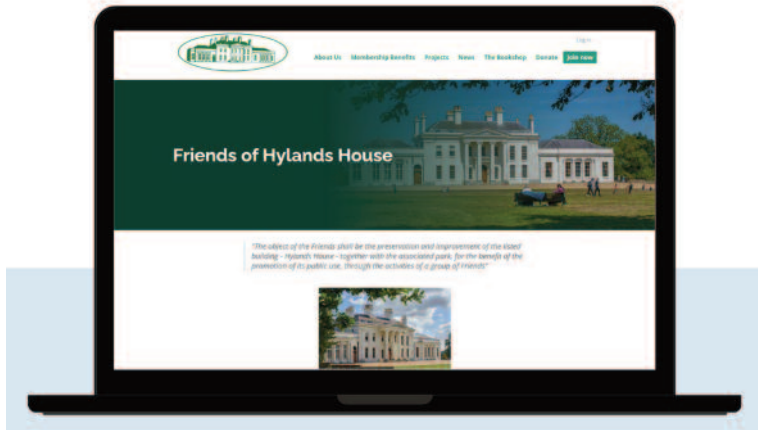 Log in
About Us Membership Benefits Projects News The Bookshop Donate Join now
Friends of Hylands House
"The object of the Friends shall be the preservation and improvement of the listed
building - Hylands House - together with the associated park, for the benefit of the
promotion of its public use, through the activities of a group of Friends"